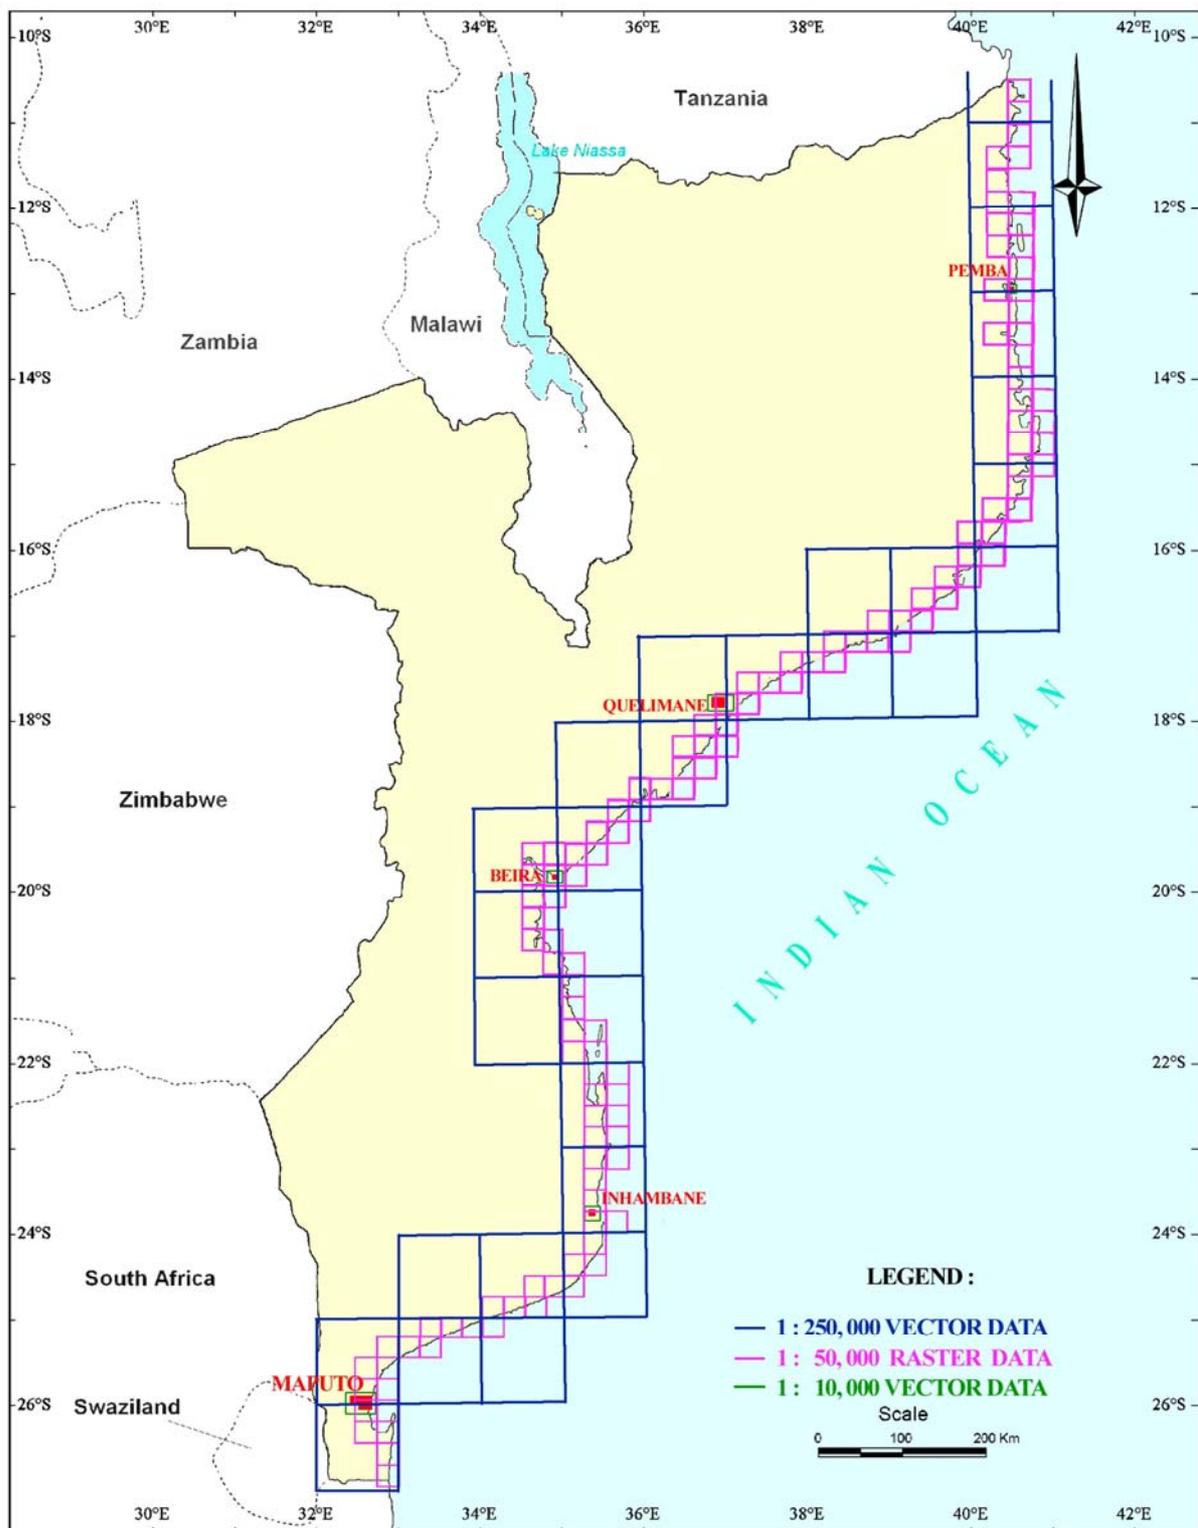 30°E 32°E 34°E 36°E 38°E 40°E 42°E
10°S 10°S
Tanzania
Lake Niassa
12°S 12°S
PEMBA
Malawi
Zambia
14°S 14°S
16°S 16°S
QUELIMANE
18°S 18°S
INDIAN OCEAN
Zimbabwe
BEIRA
20°S 20°S
22°S 22°S
INHAMBANE
24°S 24°S
South Africa
LEGEND :
1 : 250, 000 VECTOR DATA
1 : 50, 000 RASTER DATA
MAPUTO
1 : 10, 000 VECTOR DATA
26°S 26°S
Swaziland
Scale
0 100 200 Km
30°E 32°E 34°E 36°E 38°E 40°E 42°E